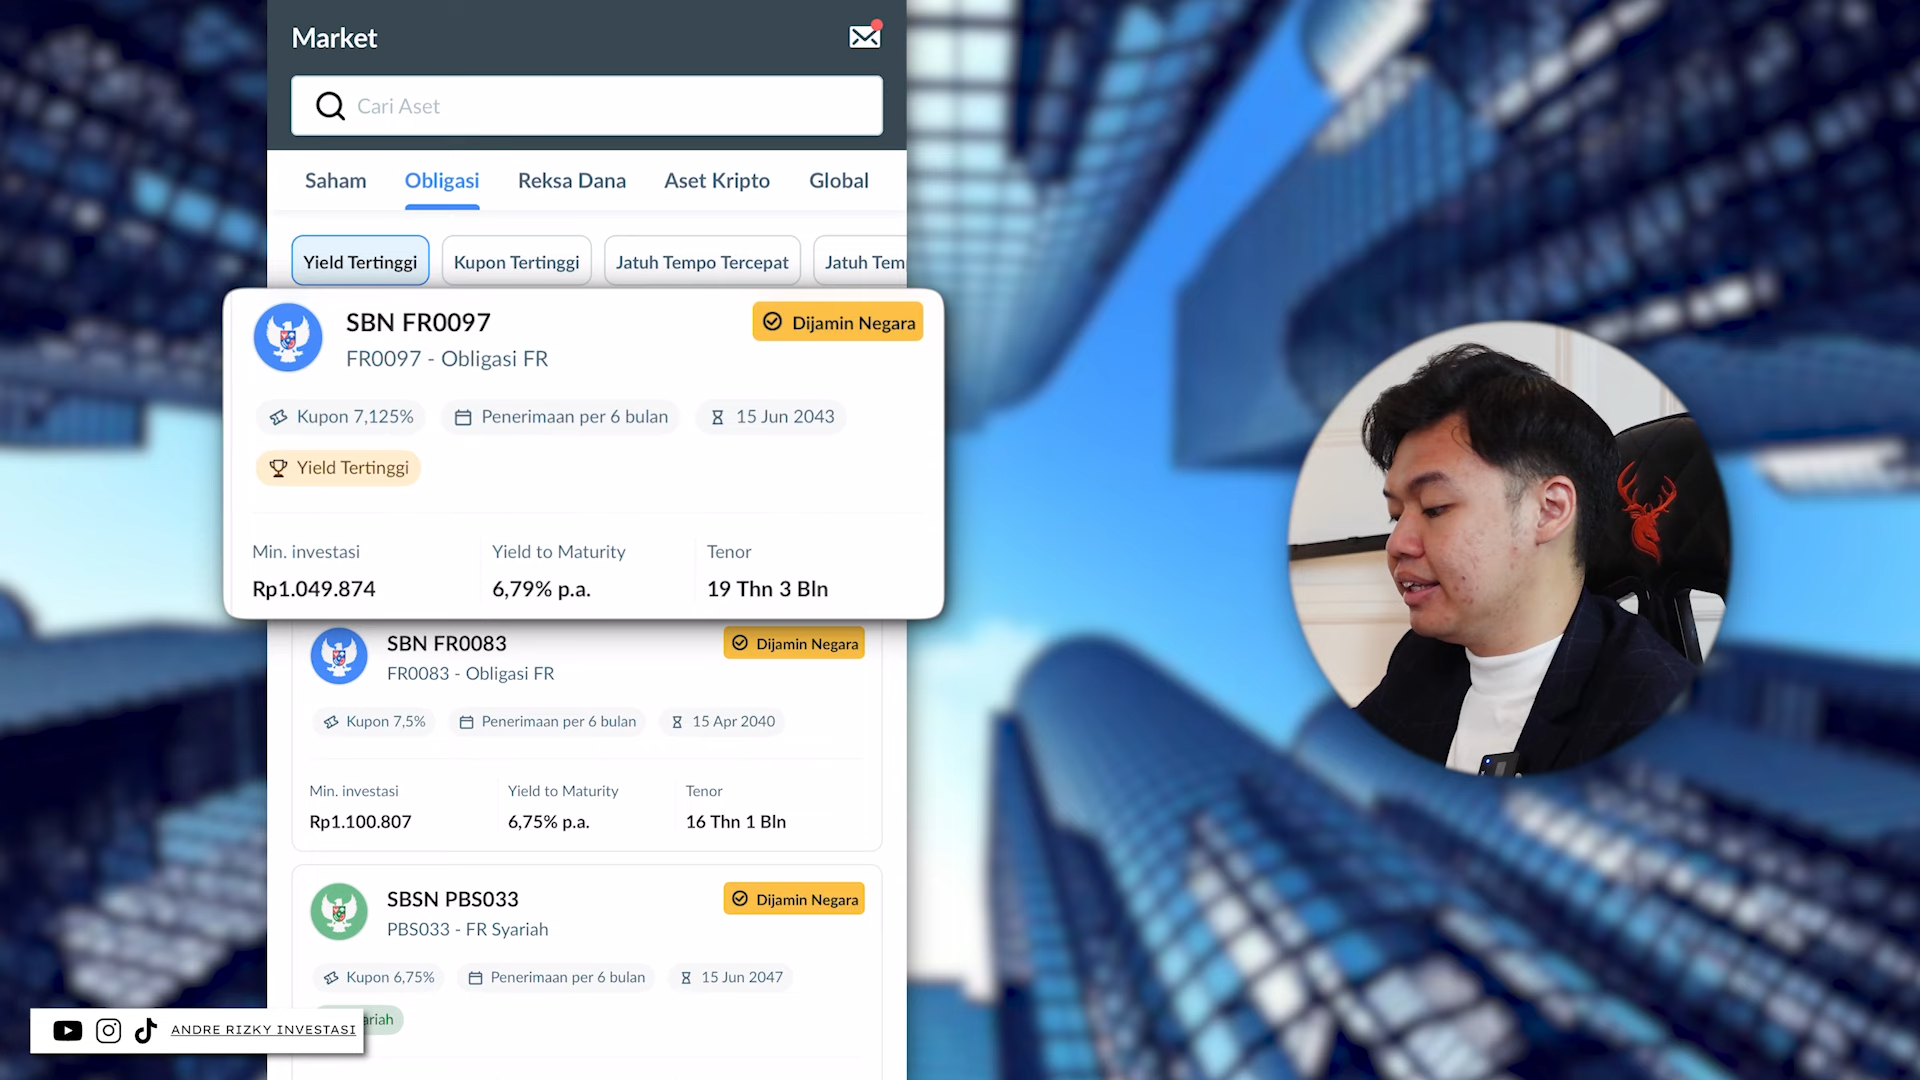 Market
Cari Aset
Saham Obligasi Reksa Dana Aset Kripto Global
Yield Tertinggi Kupon Tertinggi Jatuh Tempo Tercepat Jatuh Tem
SBN FR0097 Dijamin Negara
FR0097 - Obligasi FR
Kupon 7,125% Penerimaan per 6 bulan 15 Jun 2043
Yield Tertinggi
Min. investasi Yield to Maturity Tenor
Rp1.049.874 6,79% p.a. 19 Thn 3 Bln
SBN FR0083 Dijamin Negara
FR0083 - Obligasi FR
Kupon 7,5% Penerimaan per 6 bulan 15 Apr 2040
Min. investasi Yield to Maturity Tenor
Rp1.100.807 6,75% p.a. 16 Thn 1 Bln
SBSN PBS033 Dijamin Negara
PBS033 - FR Syariah
Kupon 6,75% Penerimaan per 6 bulan 15 Jun 2047
ariah
ANDRE RIZKY INVESTASI